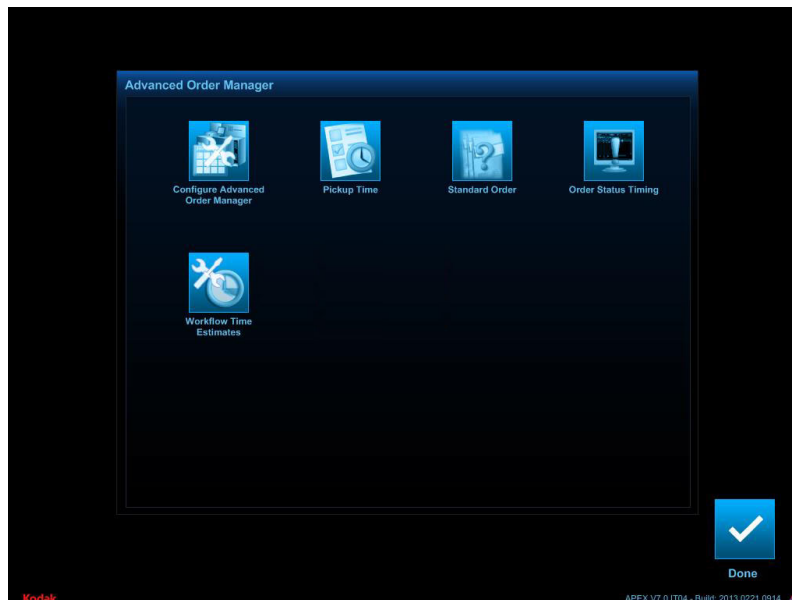 Advanced Order Manager
Configure Advanced
Order Manager
Pickup Time
Standard Order
Order Status Timing
Workflow Time
Estimates
Done
Kodak
APEX V7.0 IT04 - Build: 2013.0221.0914